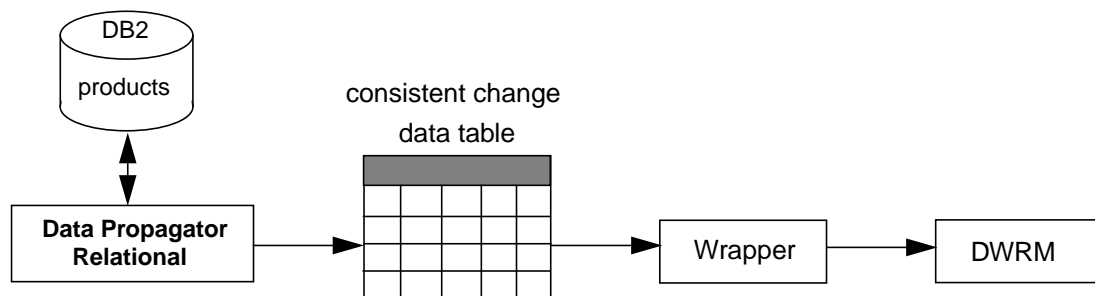 DB2
products
consistent change
data table
Data Propagator
Relational
Wrapper
DWRM